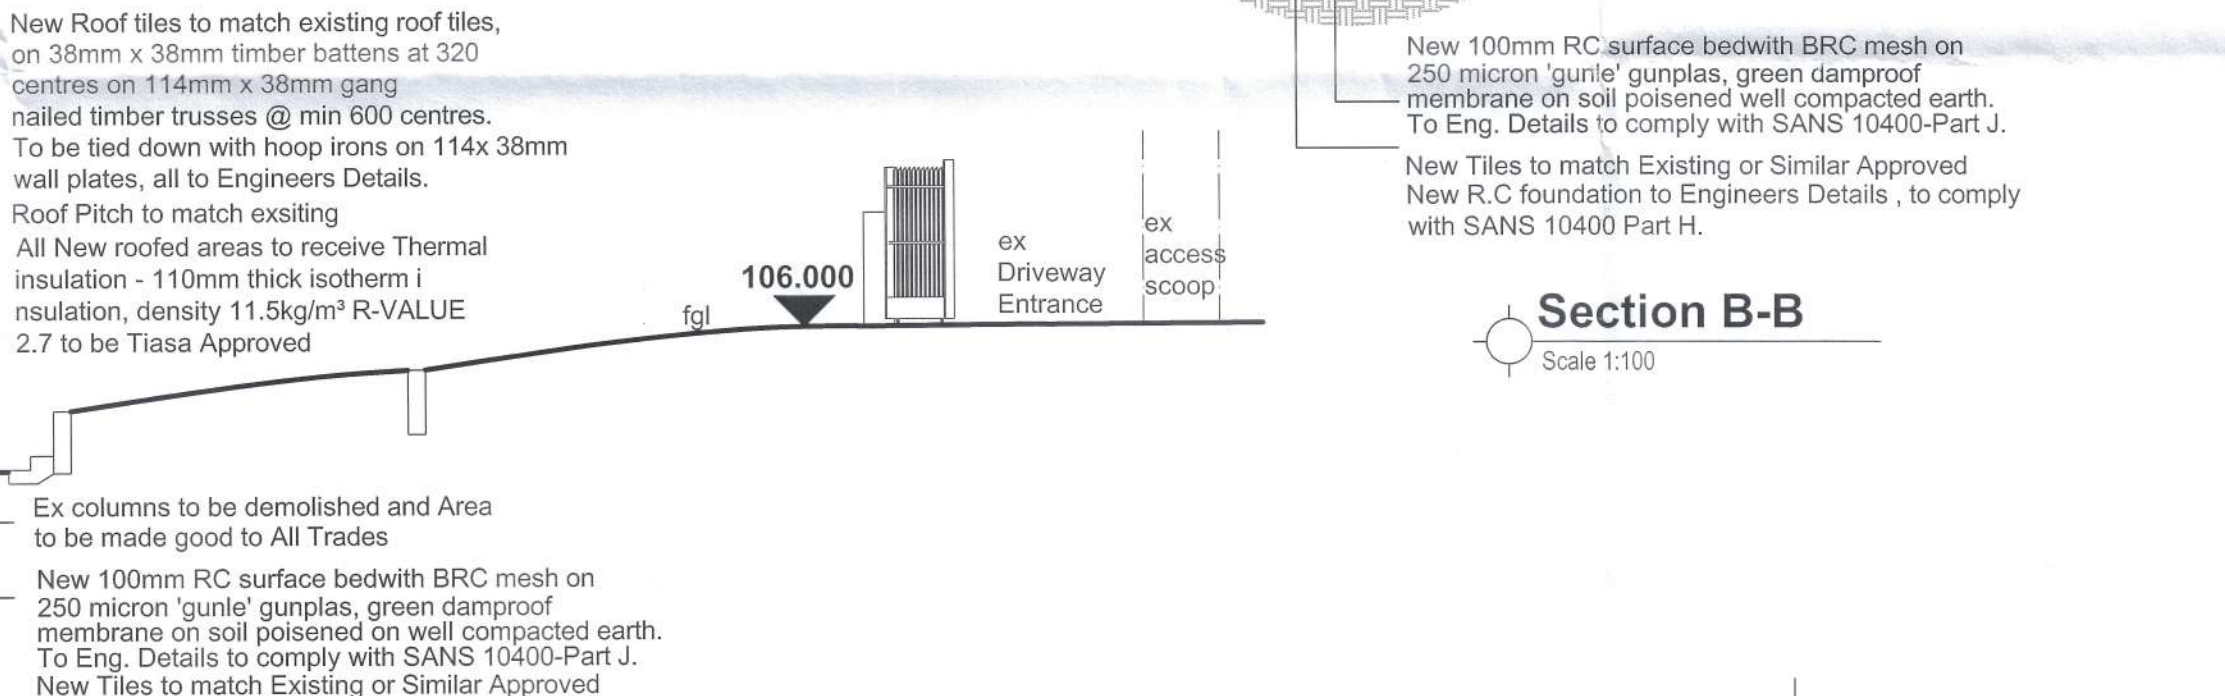 New Roof tiles to match existing roof tiles,
on 38mm x 38mm timber battens at 320
centres on 114mm x 38mm gang
nailed timber trusses @ min 600 centres.
To be tied down with hoop irons on 114x 38mm
wall plates, all to Engineers Details.
Roof Pitch to match exsiting
All New roofed areas to receive Thermal
insulation - 110mm thick isotherm i
nsulation, density 11.5kg/m³ R-VALUE
2.7 to be Tiasa Approved
fgl
106.000
ex
Driveway
Entrance
ex
access
scoop
Ex columns to be demolished and Area
to be made good to All Trades
New 100mm RC surface bedwith BRC mesh on
250 micron 'gunle' gunplas, green damproof
membrane on soil poisened on well compacted earth.
To Eng. Details to comply with SANS 10400-Part J.
New Tiles to match Existing or Similar Approved
New 100mm RC surface bedwith BRC mesh on
250 micron 'gunle' gunplas, green damproof
membrane on soil poisened well compacted earth.
To Eng. Details to comply with SANS 10400-Part J.
New Tiles to match Existing or Similar Approved
New R.C foundation to Engineers Details , to comply
with SANS 10400 Part H.
Section B-B
Scale 1:100